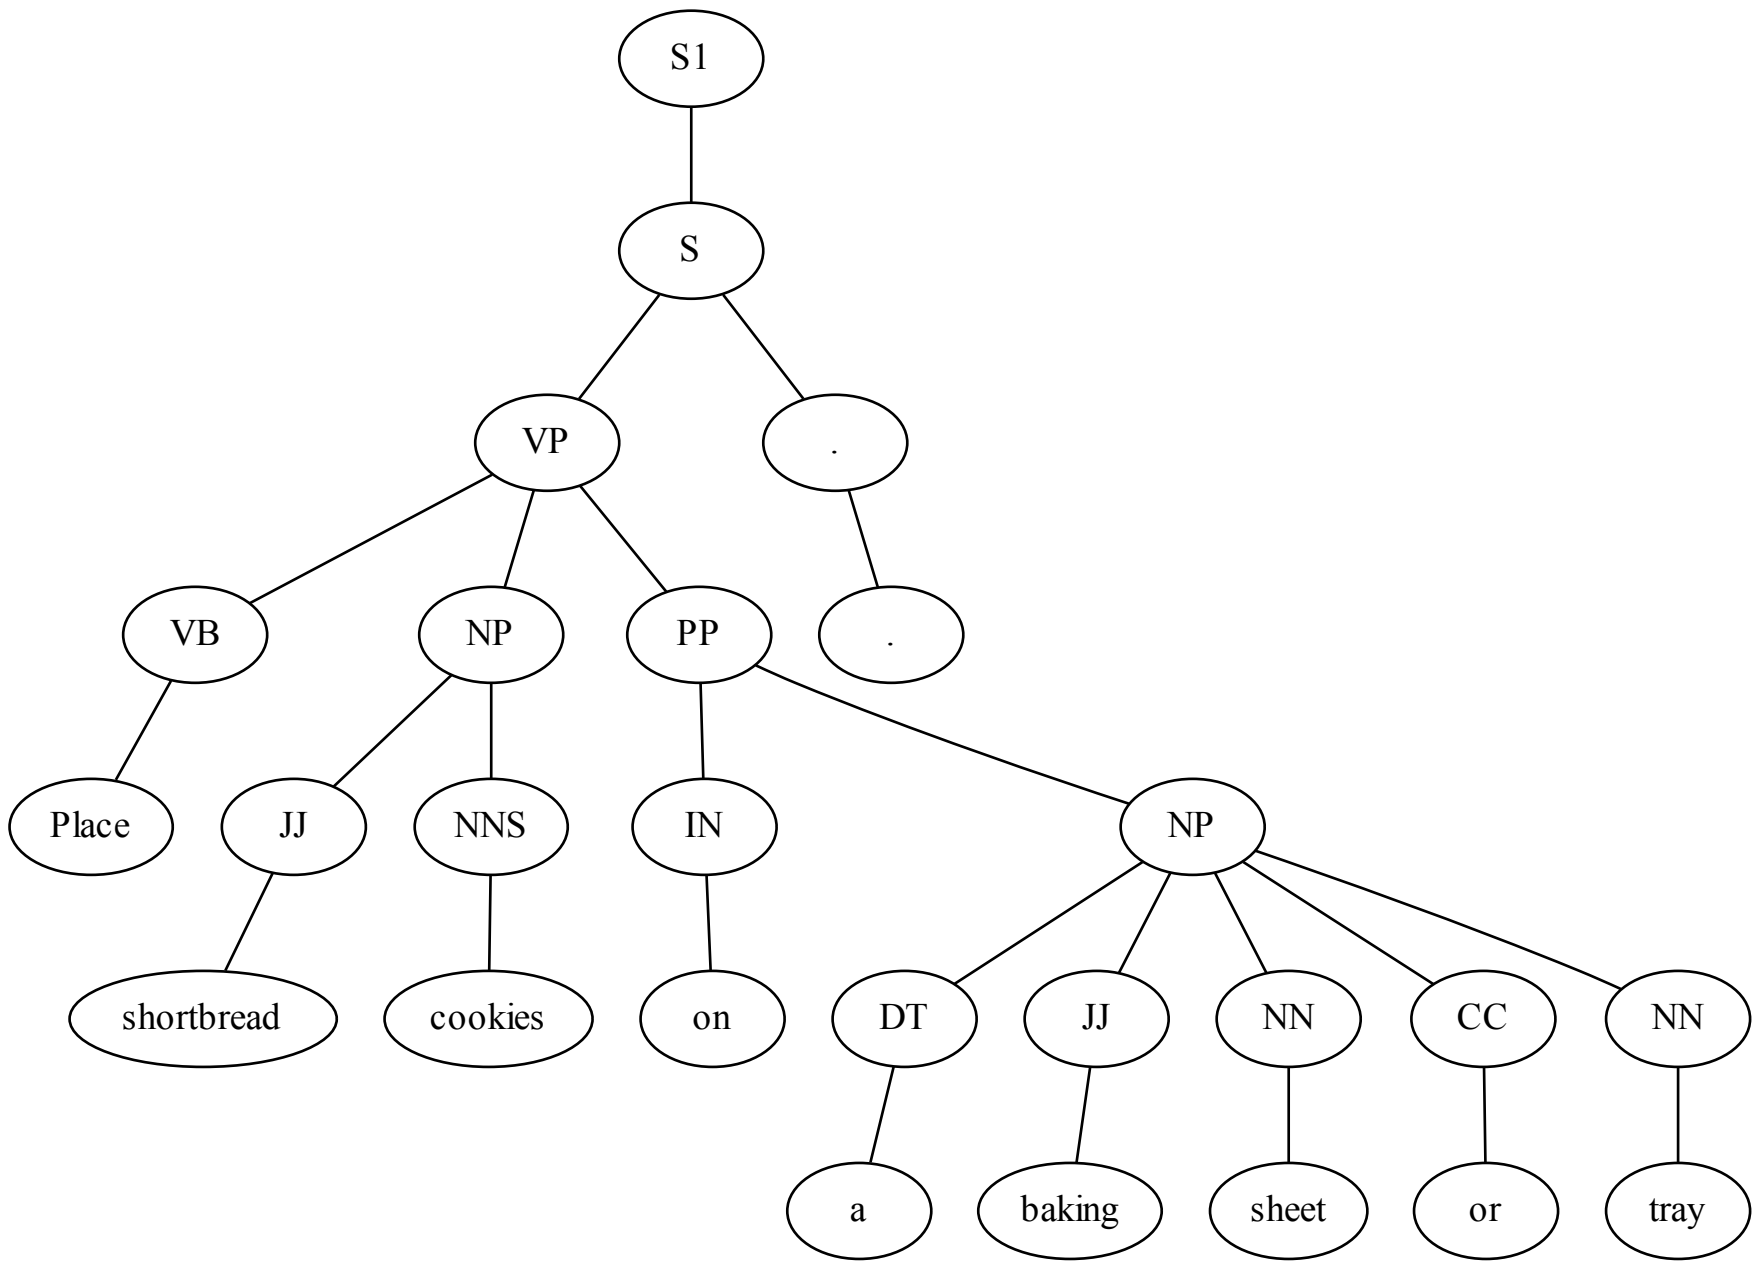 S1
S
VP .
VB NP PP .
Place JJ NNS IN NP
shortbread cookies on DT JJ NN CC NN
a baking sheet or tray